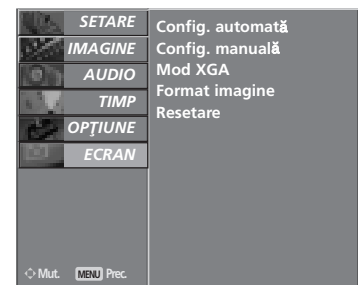 SETARE
IMAGINE
AUDIO
TIMP
OPŢIUNE
ECRAN
Config. automată
Config. manuală
Mod XGA
Format imagine
Resetare
Mut. MENU Prec.